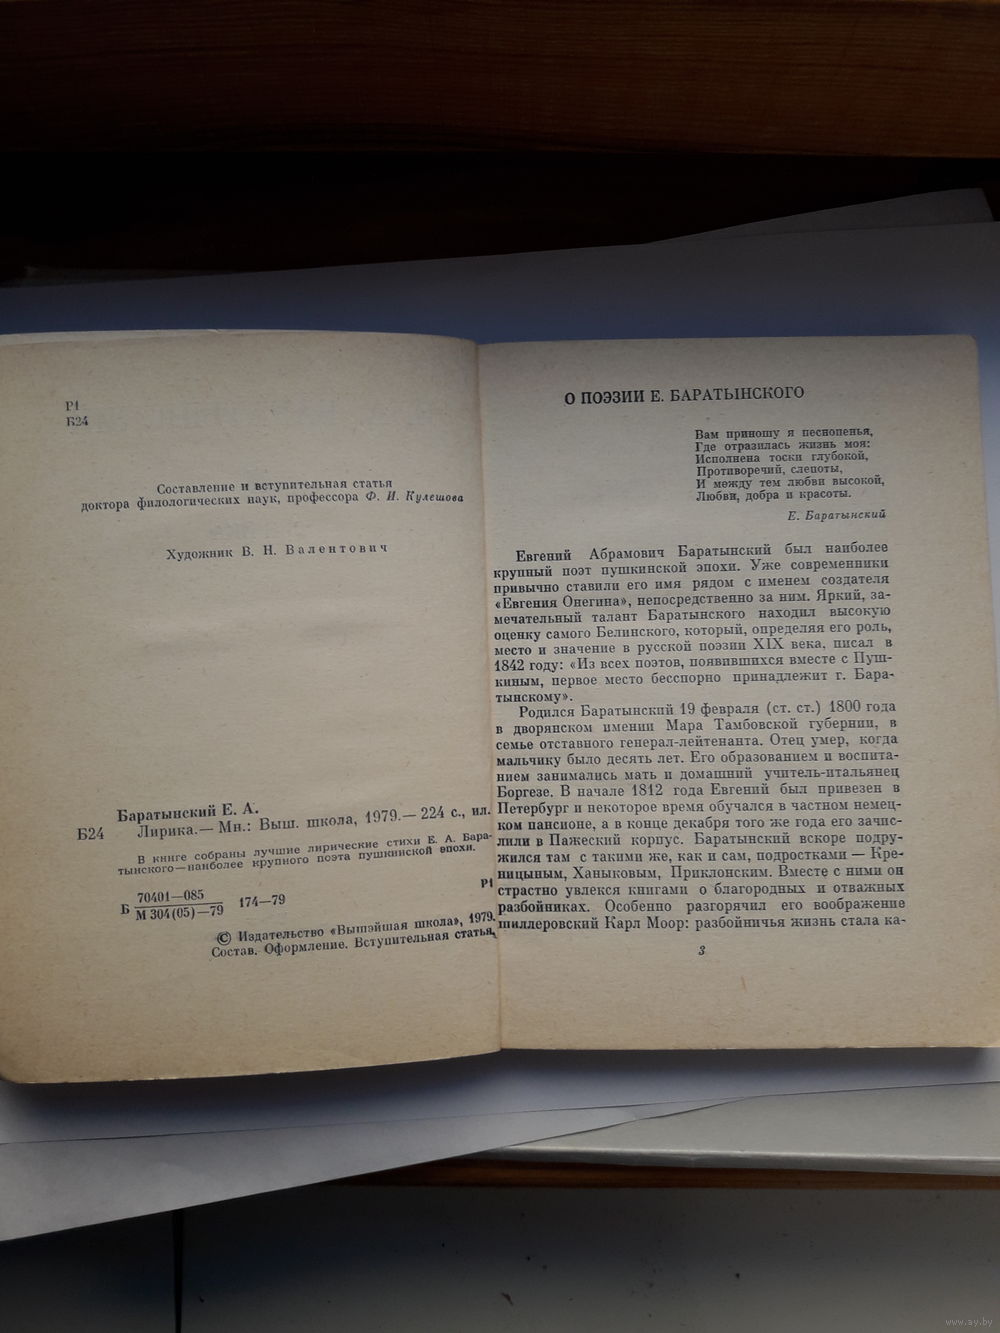 Р1
Б24
Составление и вступительная статья
доктора филологических наук, профессора Ф. И. Кулешова
Художник В. Н. Валентович
Баратынский Е. А.
Б24 Лирика.— Мн.: Выш. школа, 1979.— 224 с., ил.
В книге собраны лучшие лирические стихи Е. А. Бара-
тынского—наиболее крупного поэта пушкинской эпохи.
Б 70401—085
М 304(05)—79 174—79
Р1
© Издательство «Вышэйшая школа», 1979.
Состав. Оформление. Вступительная статья,
О ПОЭЗИИ Е. БАРАТЫНСКОГО
Вам приношу я песнопенья,
Где отразилась жизнь моя:
Исполнена тоски глубокой,
Противоречий, слепоты,
И между тем любви высокой,
Любви, добра и красоты.
Е. Баратынский
Евгений Абрамович Баратынский был наиболее
крупный поэт пушкинской эпохи. Уже современники
привычно ставили его имя рядом с именем создателя
«Евгения Онегина», непосредственно за ним. Яркий, за-
мечательный талант Баратынского находил высокую
оценку самого Белинского, который, определяя его роль,
место и значение в русской поэзии XIX века, писал в
1842 году: «Из всех поэтов, появившихся вместе с Пуш-
киным, первое место бесспорно принадлежит г. Бара-
тынскому».
Родился Баратынский 19 февраля (ст. ст.) 1800 года
в дворянском имении Мара Тамбовской губернии, в
семье отставного генерал-лейтенанта. Отец умер, когда
мальчику было десять лет. Его образованием и воспита-
нием занимались мать и домашний учитель-итальянец
Боргезе. В начале 1812 года Евгений был привезен в
Петербург и некоторое время обучался в частном немец-
ком пансионе, а в конце декабря того же года его зачис-
лили в Пажеский корпус. Баратынский вскоре подру-
жился там с такими же, как и сам, подростками — Кре-
ницыным, Ханыковым, Приклонским. Вместе с ними он
страстно увлекся книгами о благородных и отважных
разбойниках. Особенно разгорячил его воображение
шиллеровский Карл Моор: разбойничья жизнь стала ка-
3
www.ay.by